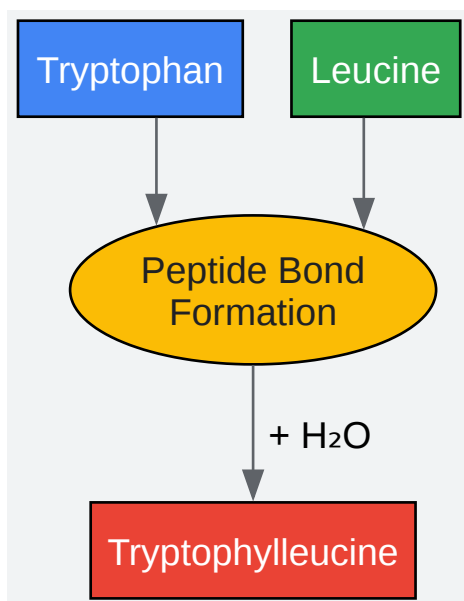 Tryptophan
Leucine
Peptide Bond
Formation
+ H₂O
Tryptophylleucine